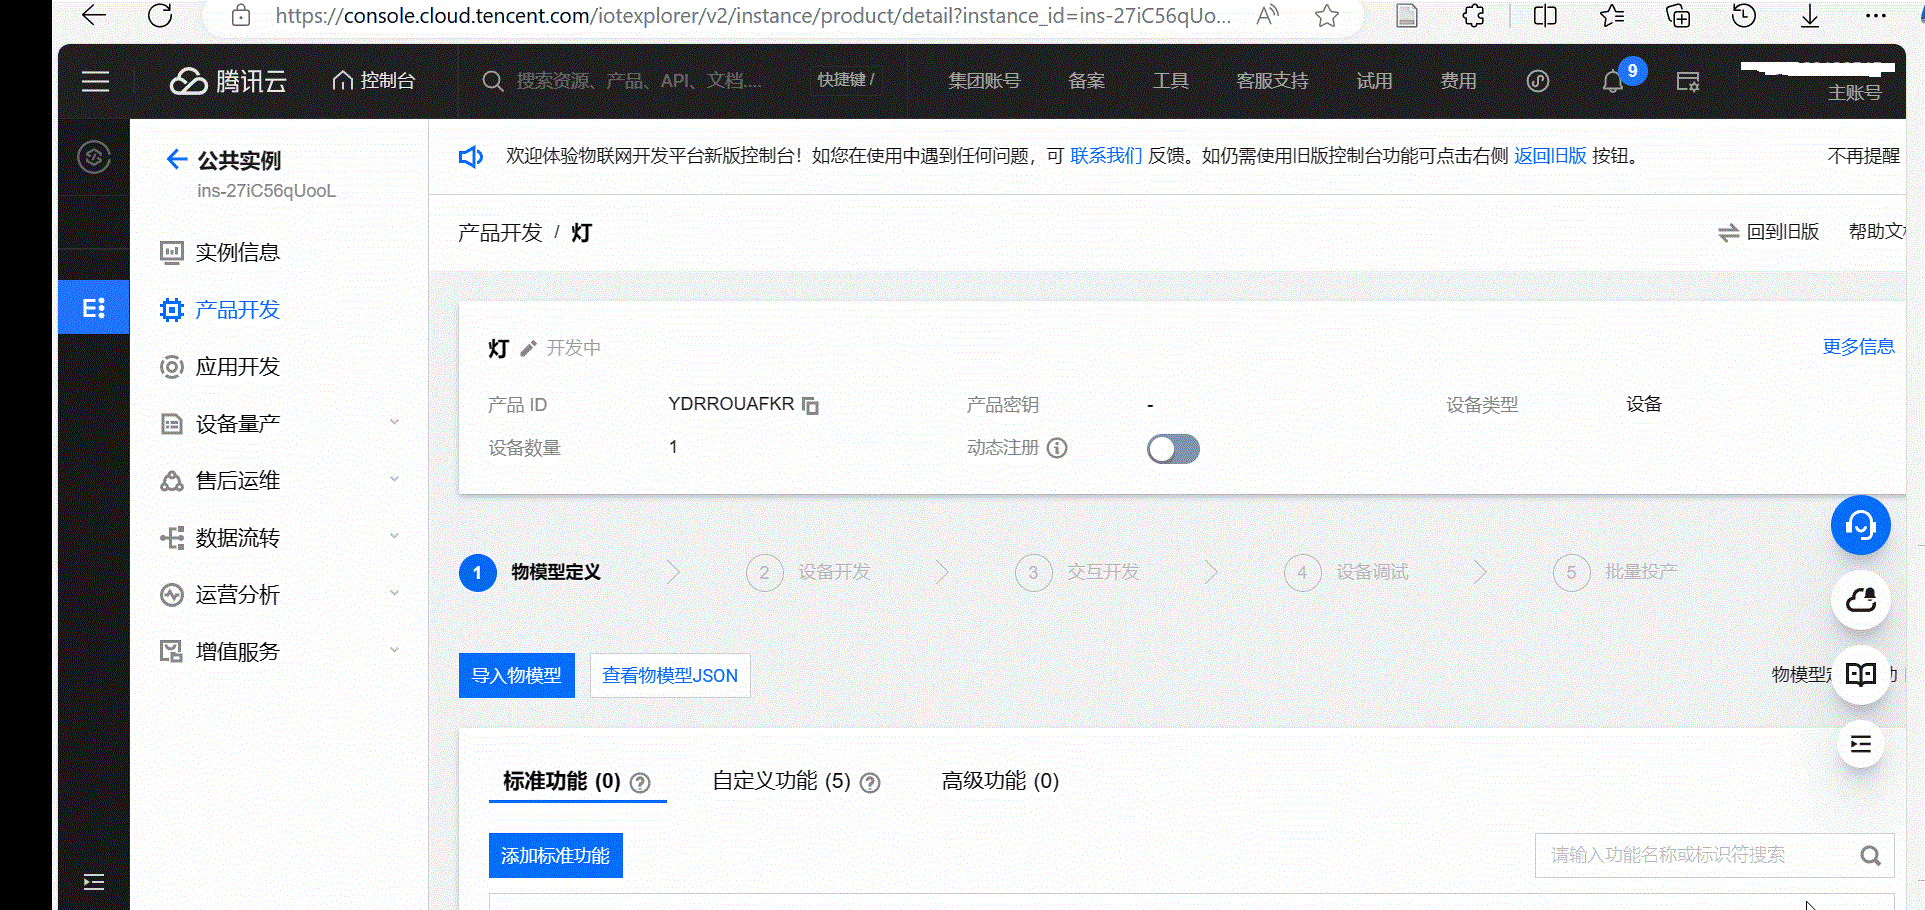 https://console.cloud.tencent.com/iotexplorer/v2/instance/product/detail?instance_id=ins-27iC56qUo...
腾讯云 控制台 搜索资源、产品、API、文档.... 快捷键 / 集团账号 备案 工具 客服支持 试用 费用 9 主账号
公共实例
ins-27iC56qUooL
实例信息
产品开发
应用开发
设备量产
售后运维
数据流转
运营分析
增值服务
欢迎体验物联网开发平台新版控制台！如您在使用中遇到任何问题，可 联系我们 反馈。如仍需使用旧版控制台功能可点击右侧 返回旧版 按钮。 不再提醒
产品开发 / 灯 回到旧版 帮助文
灯 开发中 更多信息
产品 ID YDRROUAFKR 产品密钥 - 设备类型 设备
设备数量 1 动态注册
1 物模型定义 2 设备开发 3 交互开发 4 设备调试 5 批量投产
导入物模型 查看物模型JSON 物模型
标准功能 (0) 自定义功能 (5) 高级功能 (0)
添加标准功能 请输入功能名称或标识符搜索